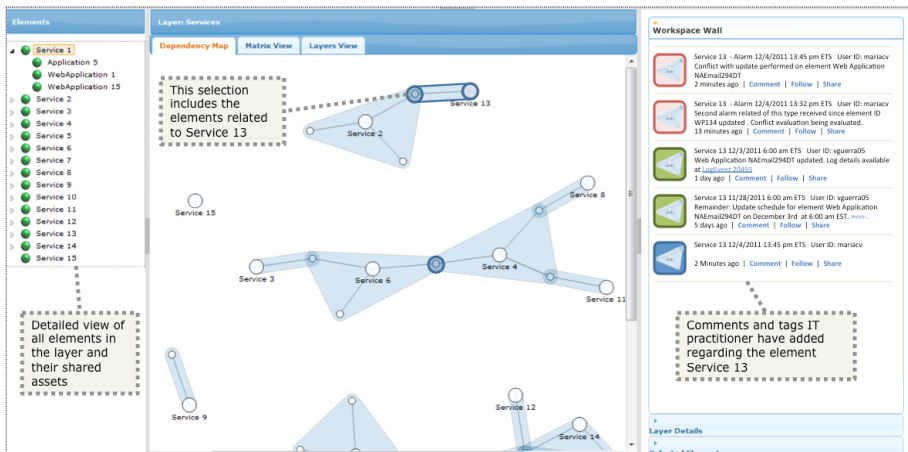 Elements
Service 1
Application 5
WebApplication 1
WebApplication 15
Service 2
Service 3
Service 4
Service 5
Service 6
Service 7
Service 8
Service 9
Service 10
Service 11
Service 12
Service 13
Service 14
Service 15
Detailed view of
all elements in
the layer and
their shared
assets
Layer: Services
Dependency Map
Matrix View
Layers View
This selection
includes the
elements related
to Service 13
Service 13
Service 2
Service 15
Service 8
Service 3
Service 6
Service 4
Service 11
Service 9
Service 12
Service 14
Workspace Wall
Service 13 - Alarm 12/4/2011 13:45 pm ETS User ID: mariacv
Conflict with update performed on element Web Application
NAEmail294DT
2 minutes ago | Comment | Follow | Share
Service 13 - Alarm 12/4/2011 13:32 pm ETS User ID: mariacv
Second alarm related of this type received since element ID
WP134 updated . Conflict evaluation being evaluated.
13 minutes ago | Comment | Follow | Share
Service 13 12/3/2011 6:00 am ETS User ID: vguerra05
Web Application NAEmail294DT updated. Log details available
at LogEvent 20493
1 day ago | Comment | Follow | Share
Service 13 11/28/2011 6:00 am ETS User ID: vguerra05
Remainder: Update schedule for element Web Application
NAEmail294DT on December 3rd at 6:00 am EST. more..
5 days ago | Comment | Follow | Share
Service 13 12/4/2011 13:45 pm ETS User ID: mariacv
2 Minutes ago | Comment | Follow | Share
Comments and tags IT
practitioner have added
regarding the element
Service 13
Layer Details